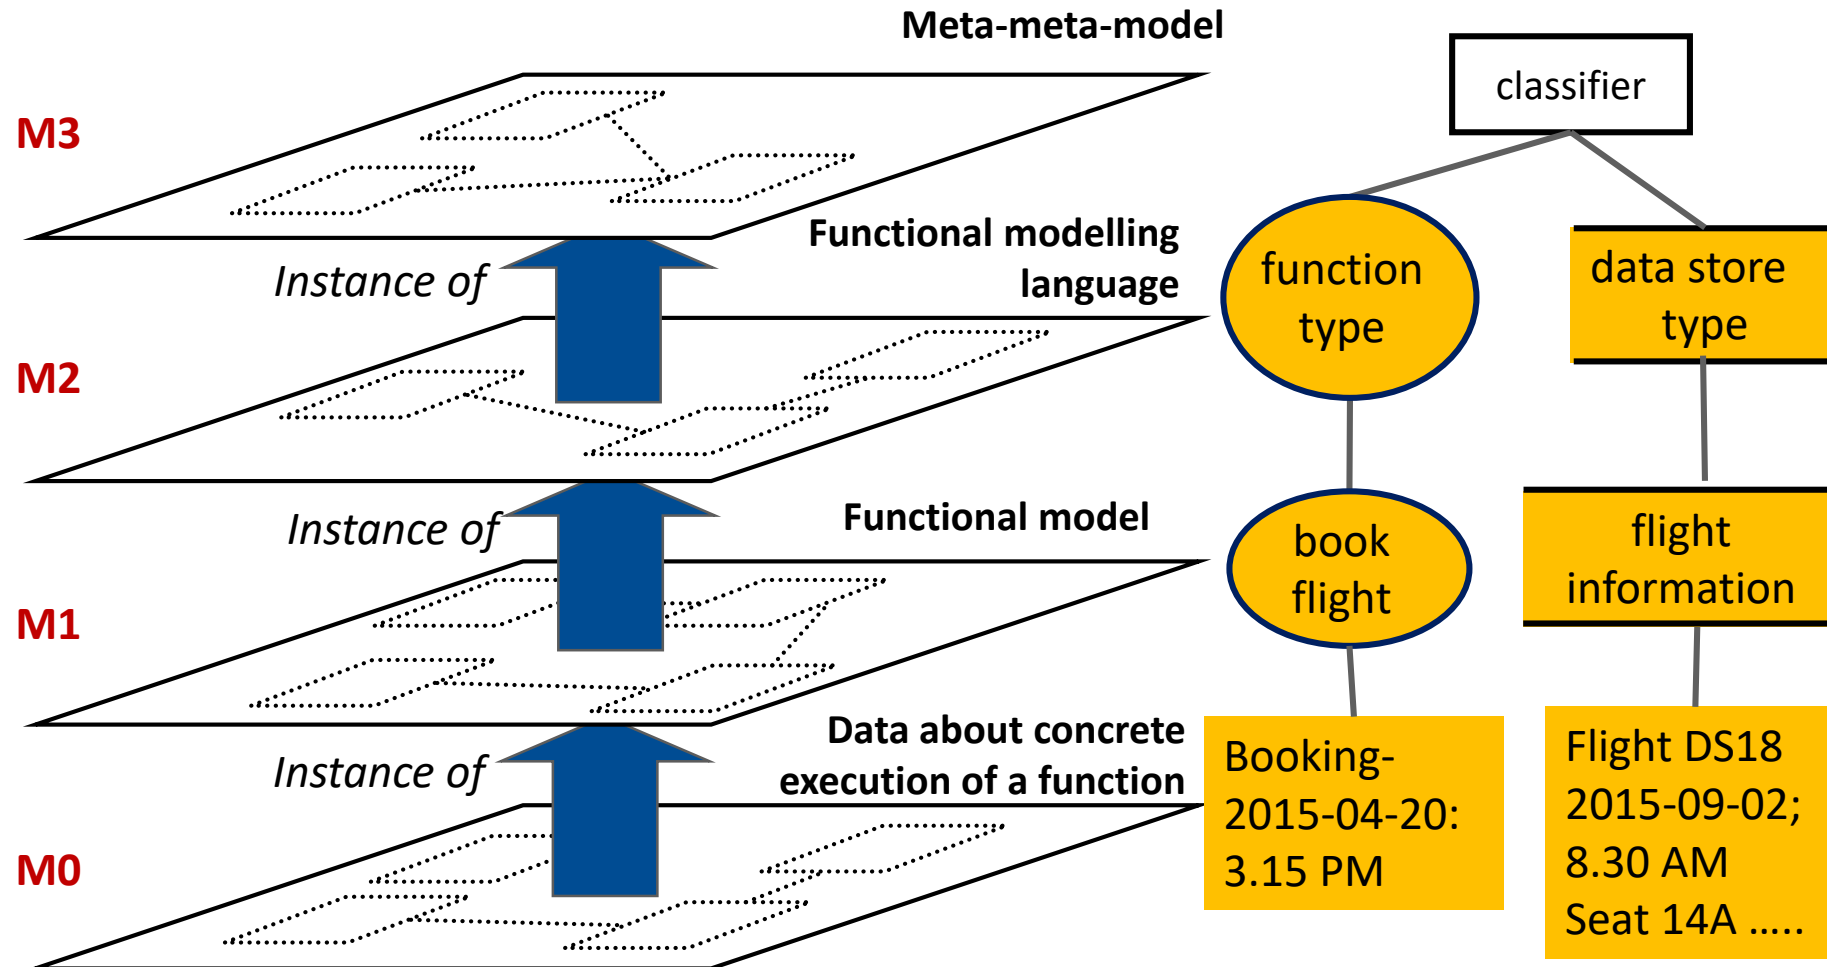 Meta-meta-model
classifier
M3
Functional modelling
language
Instance of
function
type
data store
type
M2
Functional model
Instance of
book
flight
flight
information
M1
Data about concrete
execution of a function
Instance of
Booking-
2015-04-20:
3.15 PM
Flight DS18
2015-09-02;
8.30 AM
Seat 14A …..
M0